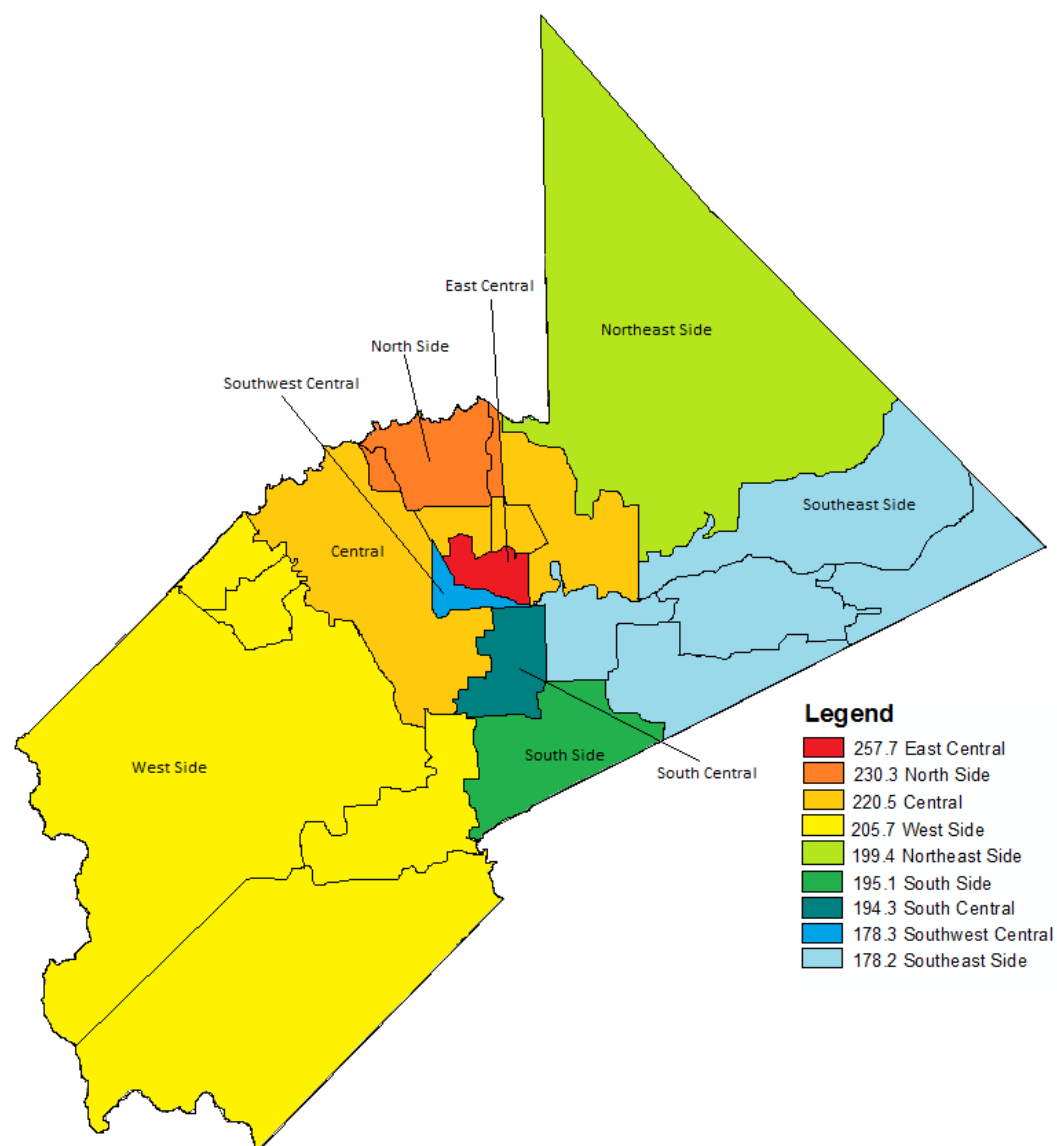 East Central
Northeast Side
North Side
Southwest Central
Southeast Side
Central
Legend
257.7 East Central
230.3 North Side
220.5 Central
205.7 West Side
199.4 Northeast Side
195.1 South Side
194.3 South Central
178.3 Southwest Central
178.2 Southeast Side
South Side
West Side
South Central